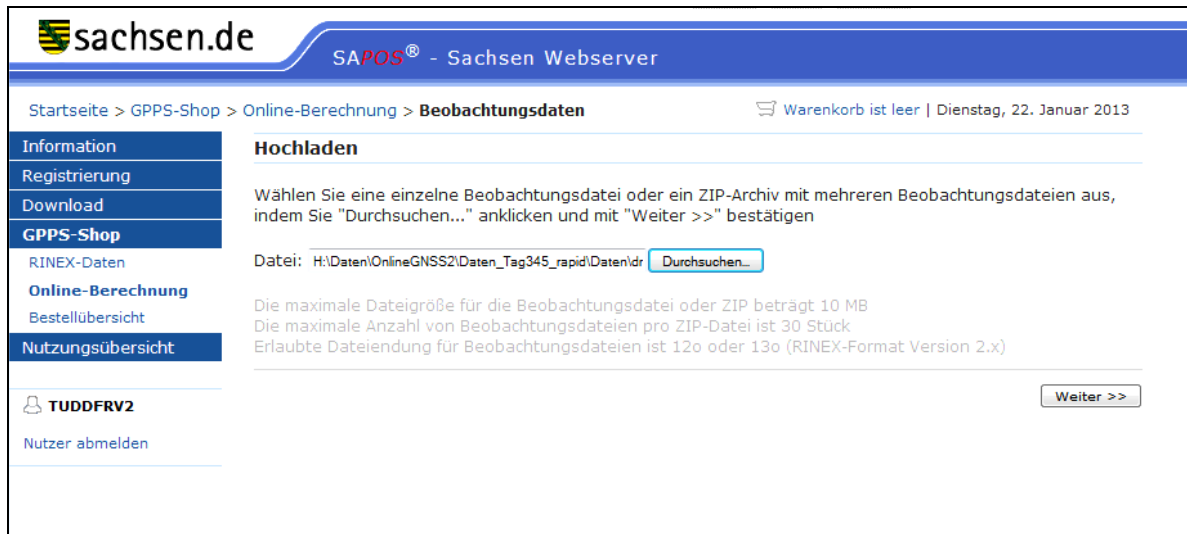 sachsen.de
SAPOS® - Sachsen Webserver
Startseite > GPPS-Shop > Online-Berechnung > Beobachtungsdaten
Warenkorb ist leer | Dienstag, 22. Januar 2013
Information
Registrierung
Download
GPPS-Shop
RINEX-Daten
Online-Berechnung
Bestellübersicht
Nutzungsübersicht
TUDDFRV2
Nutzer abmelden
Hochladen
Wählen Sie eine einzelne Beobachtungsdatei oder ein ZIP-Archiv mit mehreren Beobachtungsdateien aus,
indem Sie "Durchsuchen..." anklicken und mit "Weiter >>" bestätigen
Datei: H:\Daten\OnlineGNSS2\Daten_Tag345_rapid\Daten\dr Durchsuchen...
Die maximale Dateigröße für die Beobachtungsdatei oder ZIP beträgt 10 MB
Die maximale Anzahl von Beobachtungsdateien pro ZIP-Datei ist 30 Stück
Erlaubte Dateiendung für Beobachtungsdateien ist 12o oder 13o (RINEX-Format Version 2.x)
Weiter >>